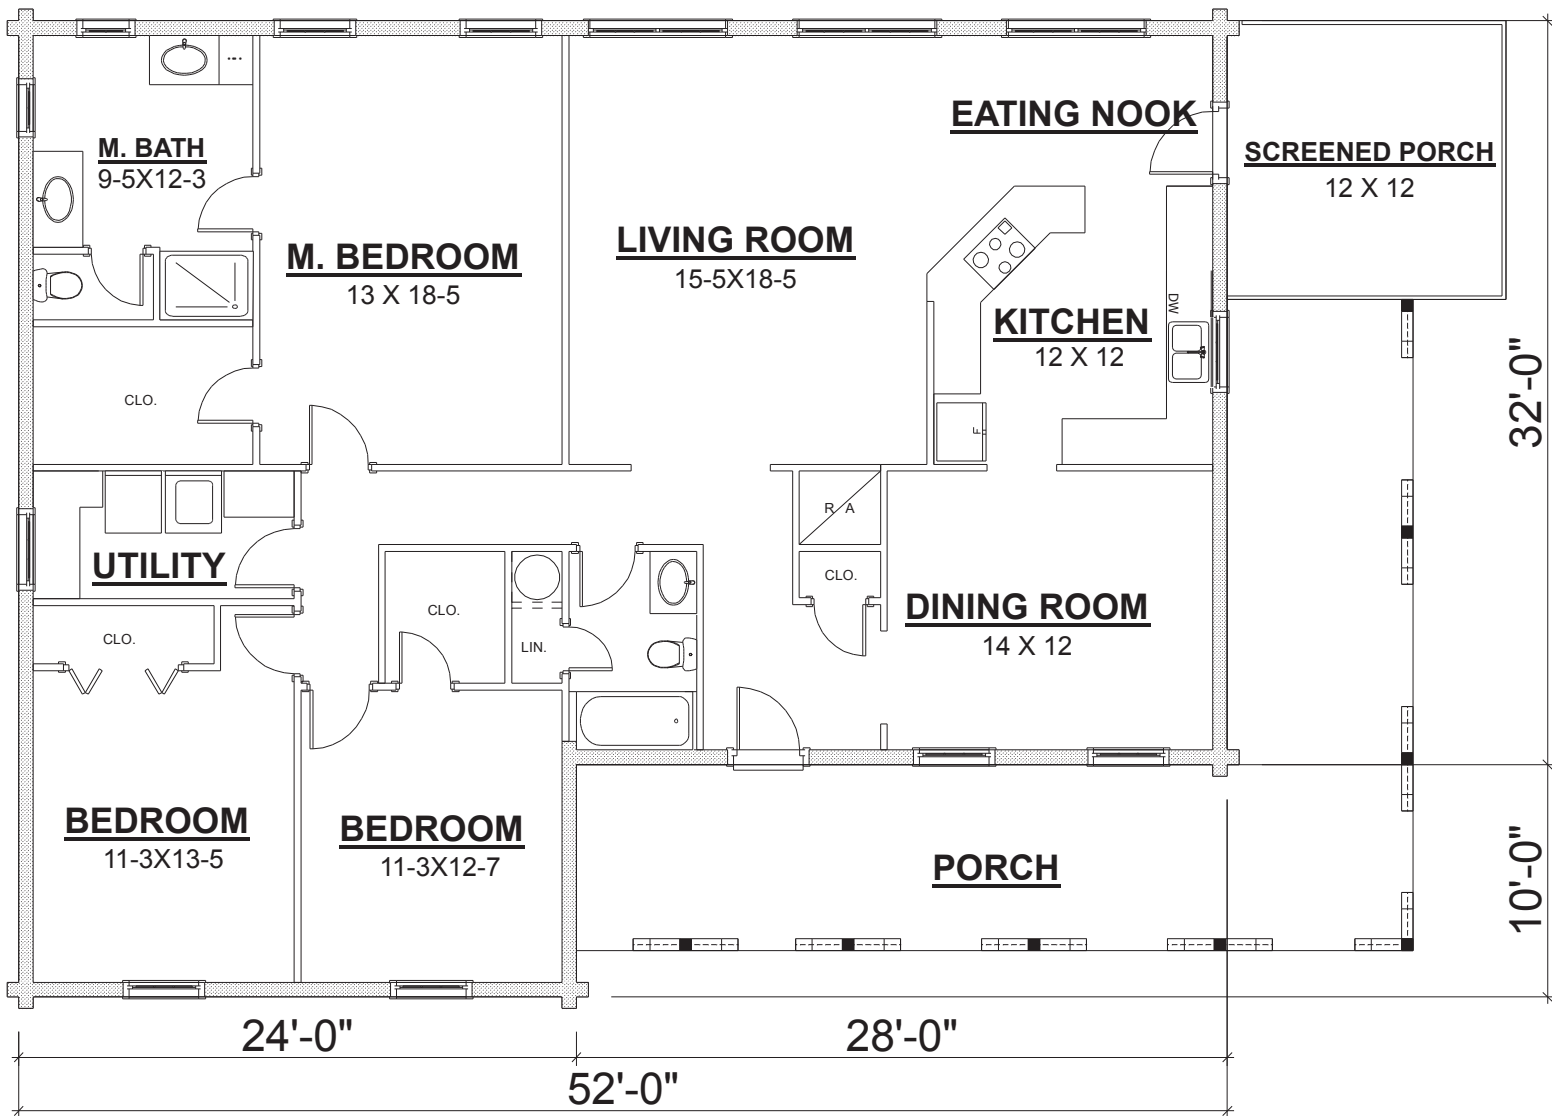 M. BATH
9-5X12-3
M. BEDROOM
13 X 18-5
LIVING ROOM
15-5X18-5
EATING NOOK
SCREENED PORCH
12 X 12
DW
KITCHEN
12 X 12
F
CLO.
R A
UTILITY
CLO.
CLO.
LIN.
CLO.
DINING ROOM
14 X 12
BEDROOM
11-3X13-5
BEDROOM
11-3X12-7
PORCH
32'-0"
10'-0"
24'-0"
28'-0"
52'-0"